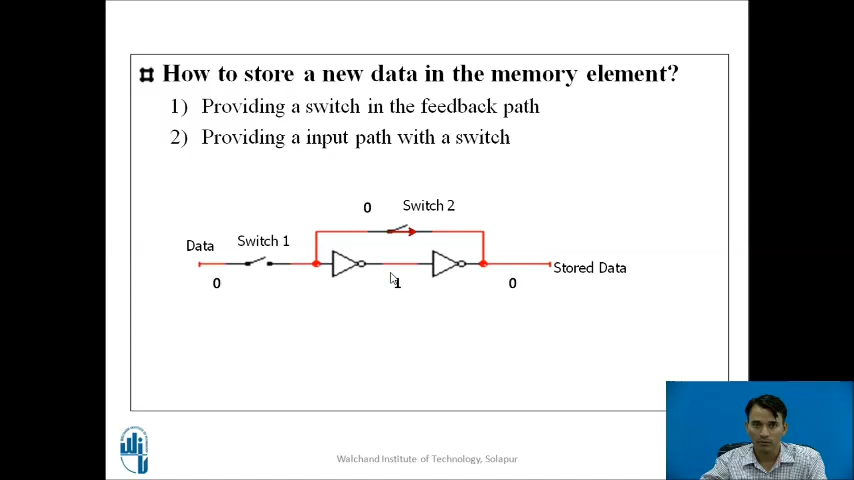 How to store a new data in the memory element?
1) Providing a switch in the feedback path
2) Providing a input path with a switch
0 Switch 2
Data Switch 1
Stored Data
0 1 0
Walchand Institute of Technology, Solapur